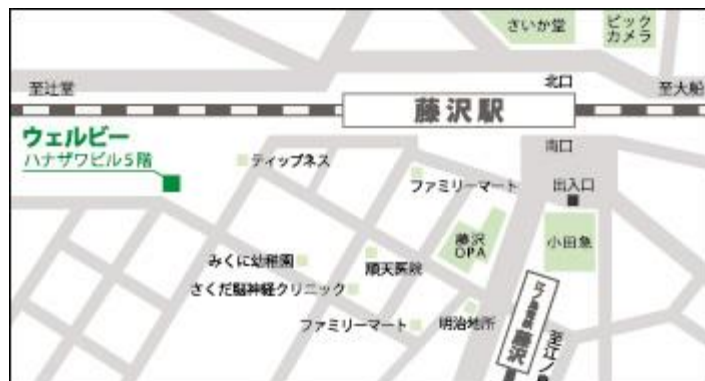 さいか堂
ビック
カメラ
北口
至辻堂
至大船
藤沢駅
南口
ウェルビー
ハナザワビル5階
ティップネス
ファミリーマート
出入口
藤沢
OPA
小田急
みくに幼稚園
順天医院
さくだ脳神経クリニック
ファミリーマート
明治地所
藤沢
至江ノ島